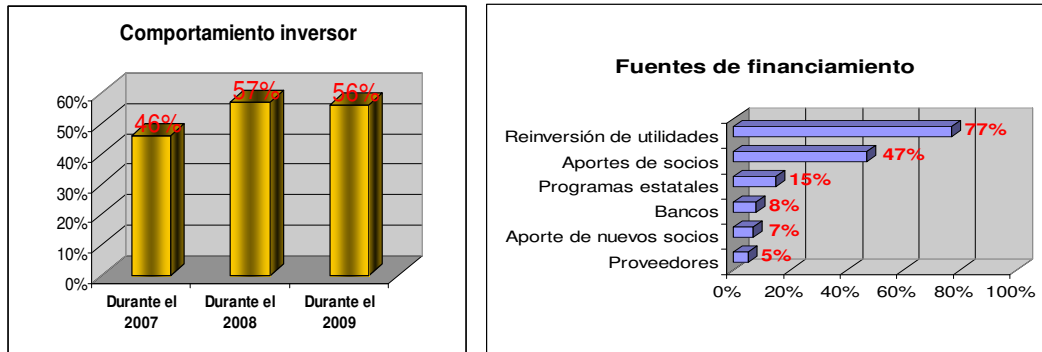 Comportamiento inversor
60%
50%
40%
30%
20%
10%
0%
46%
57%
56%
Durante el
2007
Durante el
2008
Durante el
2009
Fuentes de financiamiento
Reinversión de utilidades
77%
Aportes de socios
47%
Programas estatales
15%
Bancos
8%
Aporte de nuevos socios
7%
Proveedores
5%
0% 20% 40% 60% 80% 100%